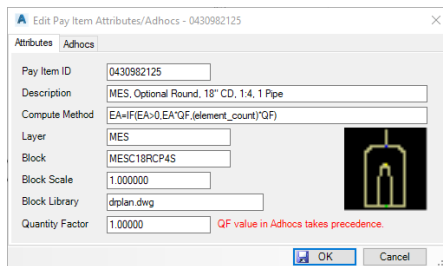 Edit Pay Item Attributes/Adhocs - 0430982125
Attributes Adhocs
Pay Item ID 0430982125
Description MES, Optional Round, 18" CD, 1:4, 1 Pipe
Compute Method EA=IF(EA>0,EA*QF,(element_count)*QF)
Layer MES
Block MESC18RCP4S
Block Scale 1.000000
Block Library drplan.dwg
Quantity Factor 1.00000 QF value in Adhocs takes precedence.
OK Cancel